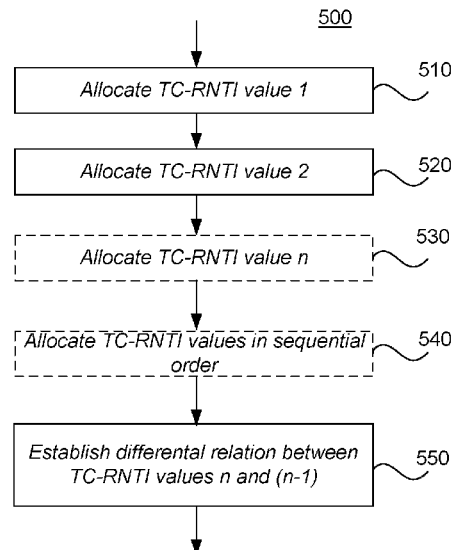 500
Allocate TC-RNTI value 1
510
Allocate TC-RNTI value 2
520
Allocate TC-RNTI value n
530
Allocate TC-RNTI values in sequential
order
540
Establish differental relation between
TC-RNTI values n and (n-1)
550